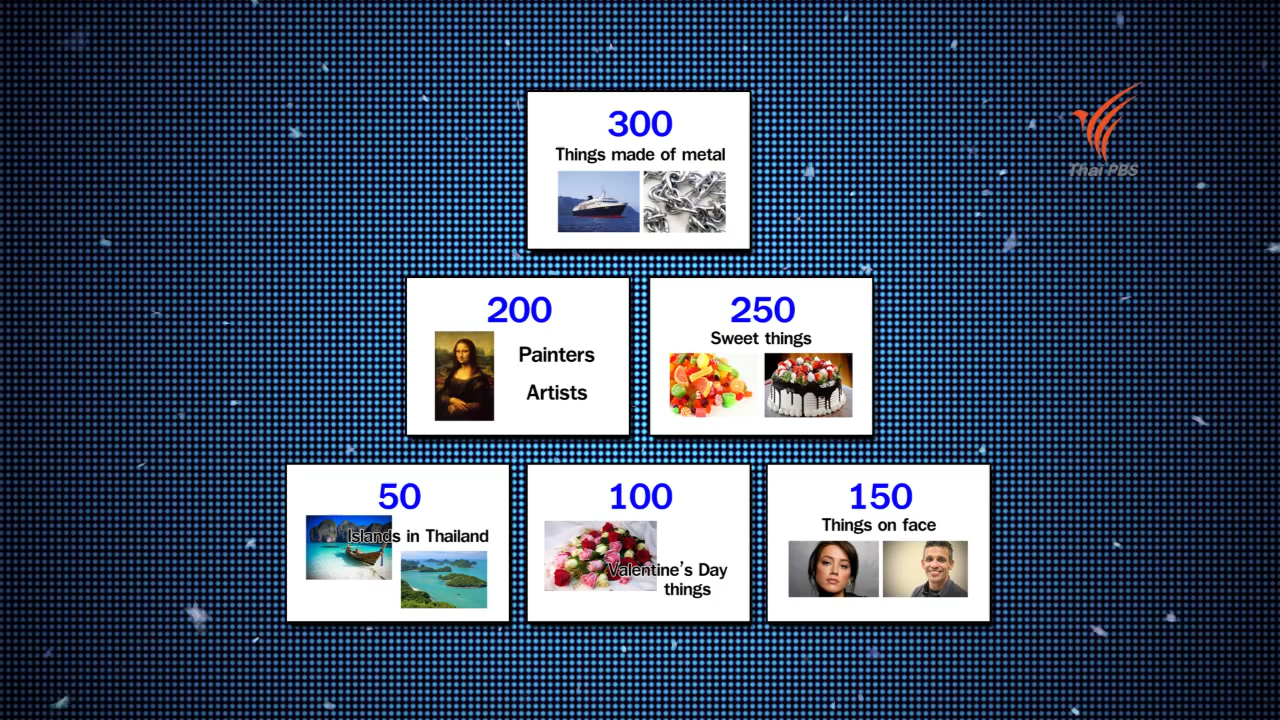 300
Things made of metal
Thai PBS
200
Painters
Artists
250
Sweet things
50
Islands in Thailand
100
Valentine's Day
things
150
Things on face